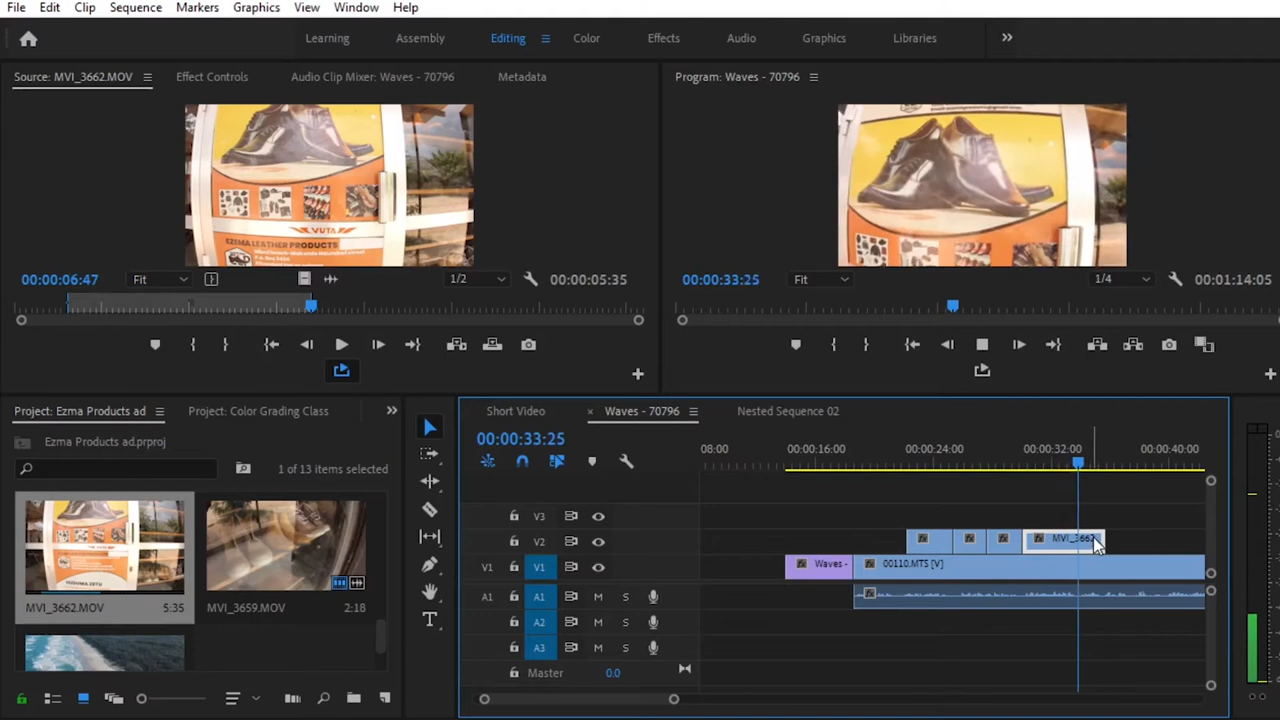 File Edit Clip Sequence Markers Graphics View Window Help
Learning Assembly Editing Color Effects Audio Graphics Libraries
Source: MVI_3662.MOV Effect Controls Audio Clip Mixer: Waves - 70796 Metadata
Program: Waves - 70796
VUTA
EZEMA LEATHER PRODUCTS
00:00:06:47 Fit 1/2 00:00:05:35
00:00:33:25 Fit 1/4 00:01:14:05
Project: Ezma Products ad Project: Color Grading Class
Ezma Products ad.prproj
1 of 13 items selected
MVI_3662.MOV 5:35
MVI_3659.MOV 2:18
Short Video Waves - 70796 Nested Sequence 02
00:00:33:25
08:00 00:00:16:00 00:00:24:00 00:00:32:00 00:00:40:00
V3
V2 MVI_3662
V1 V1 Waves - 00110.MTS [V]
A1 A1 M S
A2 M S
A3 M S
Master 0.0